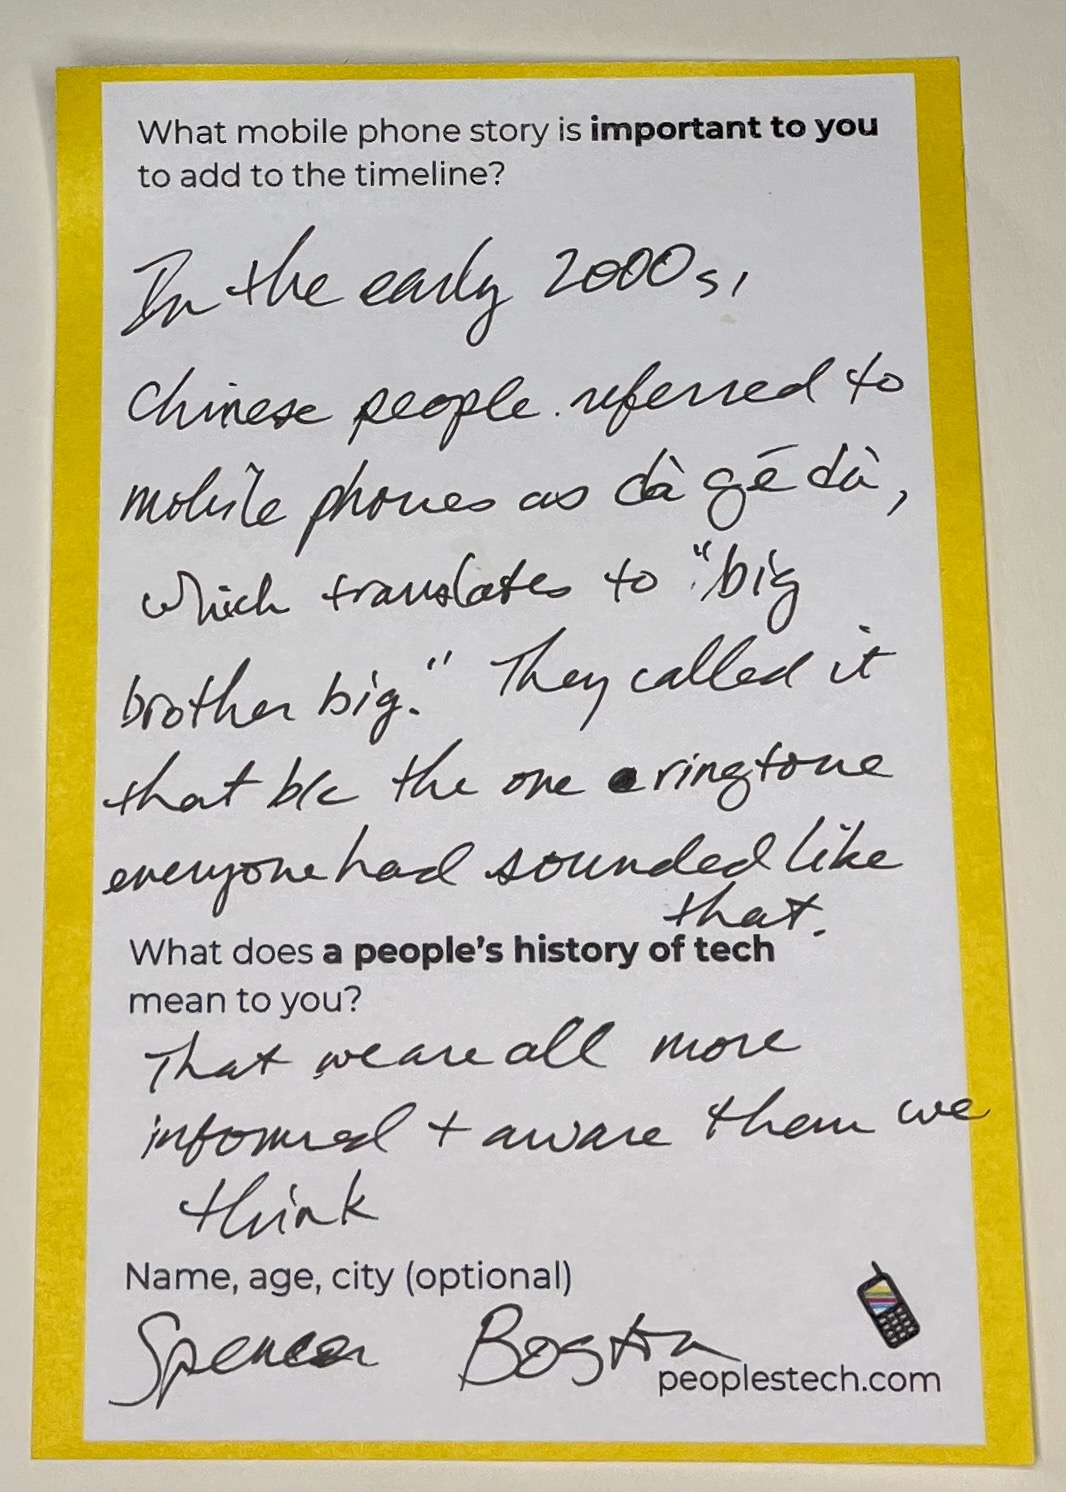 What mobile phone story is important to you
to add to the timeline?
In the early 2000s,
Chinese people referred to
mobile phones as dà gē dà,
which translates to "big
brother big." They called it
that b/c the one ringtone
everyone had sounded like
that.
What does a people's history of tech
mean to you?
That we are all more
informed + aware them we
think
Name, age, city (optional)
Spencer Boston
peoplestech.com